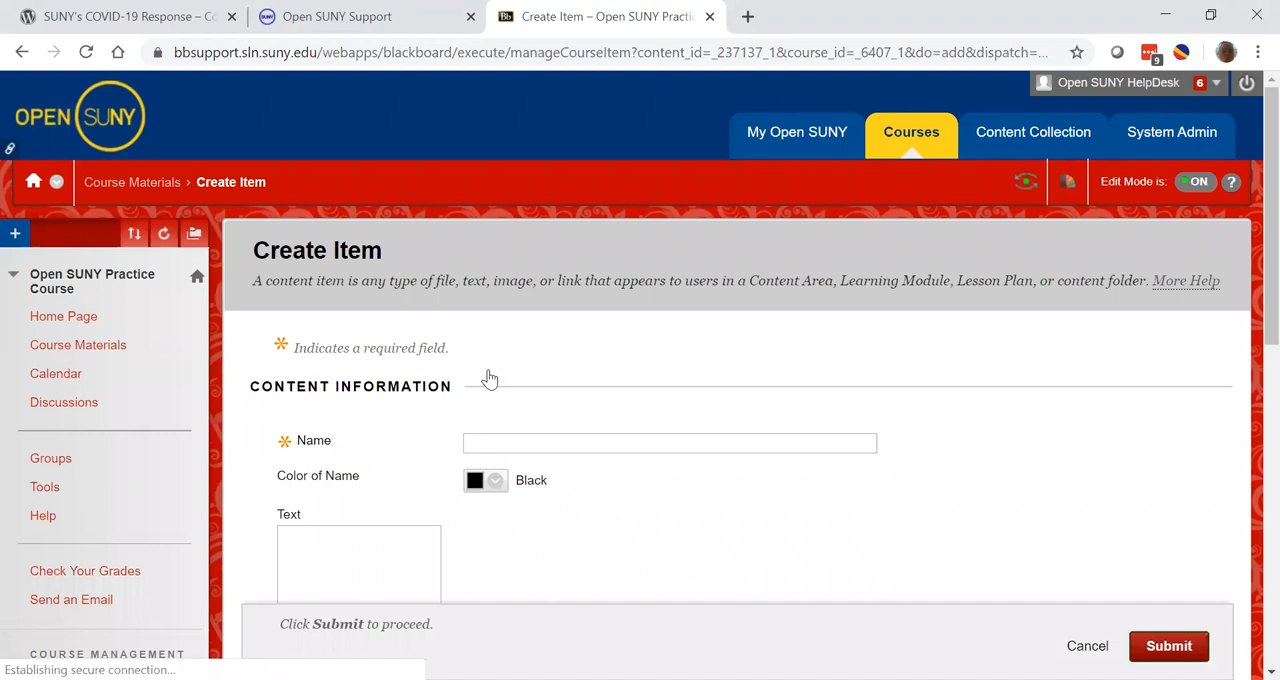 SUNY's COVID-19 Response – Co
Open SUNY Support
Bb Create Item – Open SUNY Practic
bbsupport.sln.suny.edu/webapps/blackboard/execute/manageCourseItem?content_id=_237137_1&course_id=_6407_1&do=add&dispatch=...
9
OPEN SUNY
Open SUNY HelpDesk 6
My Open SUNY
Courses
Content Collection
System Admin
Course Materials › Create Item
Edit Mode is: ON ?
Open SUNY Practice
Course
Home Page
Course Materials
Calendar
Discussions
Groups
Tools
Help
Check Your Grades
Send an Email
COURSE MANAGEMENT
Create Item
A content item is any type of file, text, image, or link that appears to users in a Content Area, Learning Module, Lesson Plan, or content folder. More Help
* Indicates a required field.
CONTENT INFORMATION
* Name
Color of Name
Black
Text
Click Submit to proceed.
Cancel
Submit
Establishing secure connection...